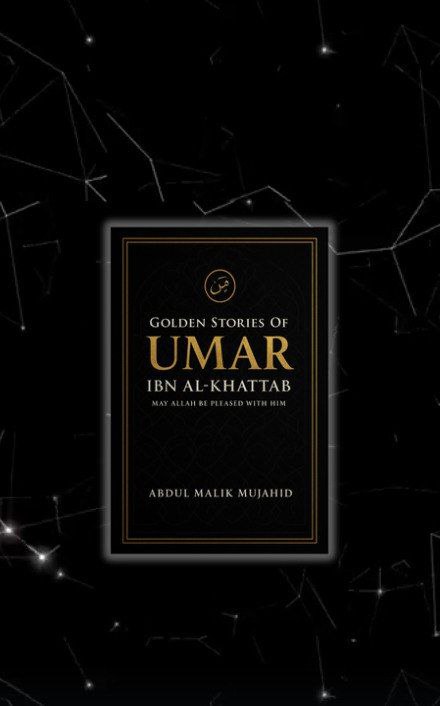 GOLDEN STORIES OF
UMAR
IBN AL-KHATTAB
MAY ALLAH BE PLEASED WITH HIM
ABDUL MALIK MUJAHID